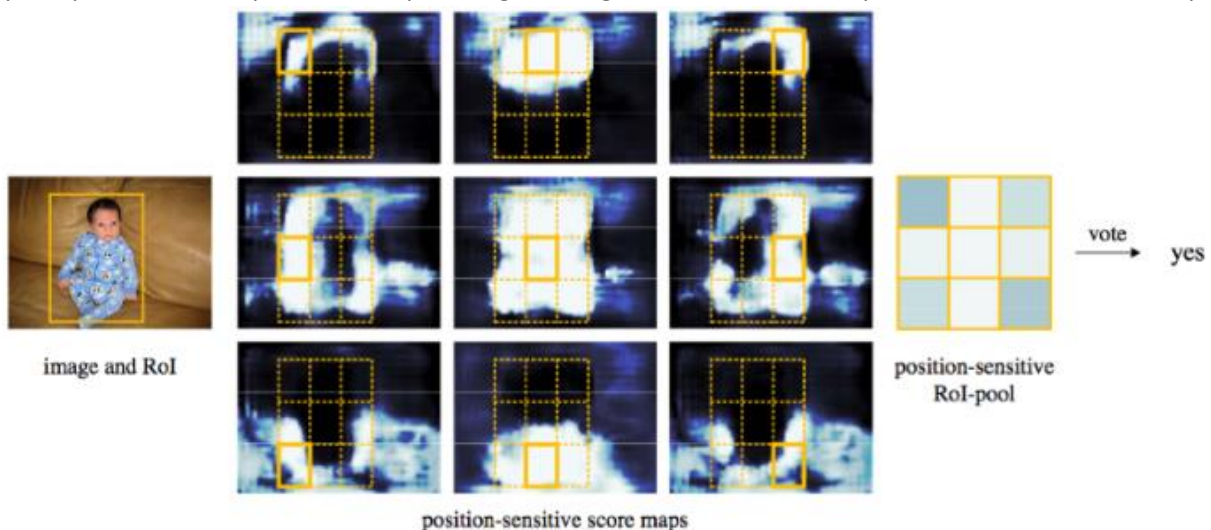 image and RoI
position-sensitive score maps
position-sensitive
RoI-pool
vote
yes